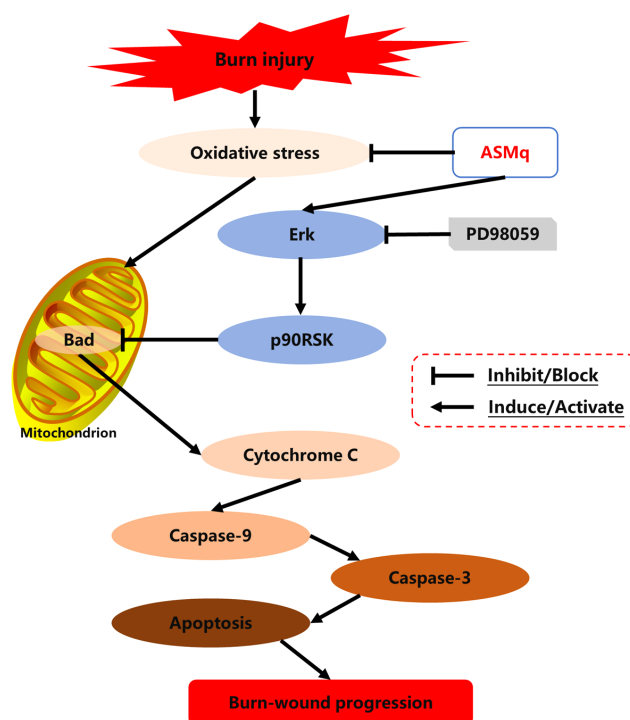 Burn injury
Oxidative stress
ASMq
Erk
PD98059
Bad
p90RSK
Inhibit/Block
Induce/Activate
Mitochondrion
Cytochrome C
Caspase-9
Caspase-3
Apoptosis
Burn-wound progression